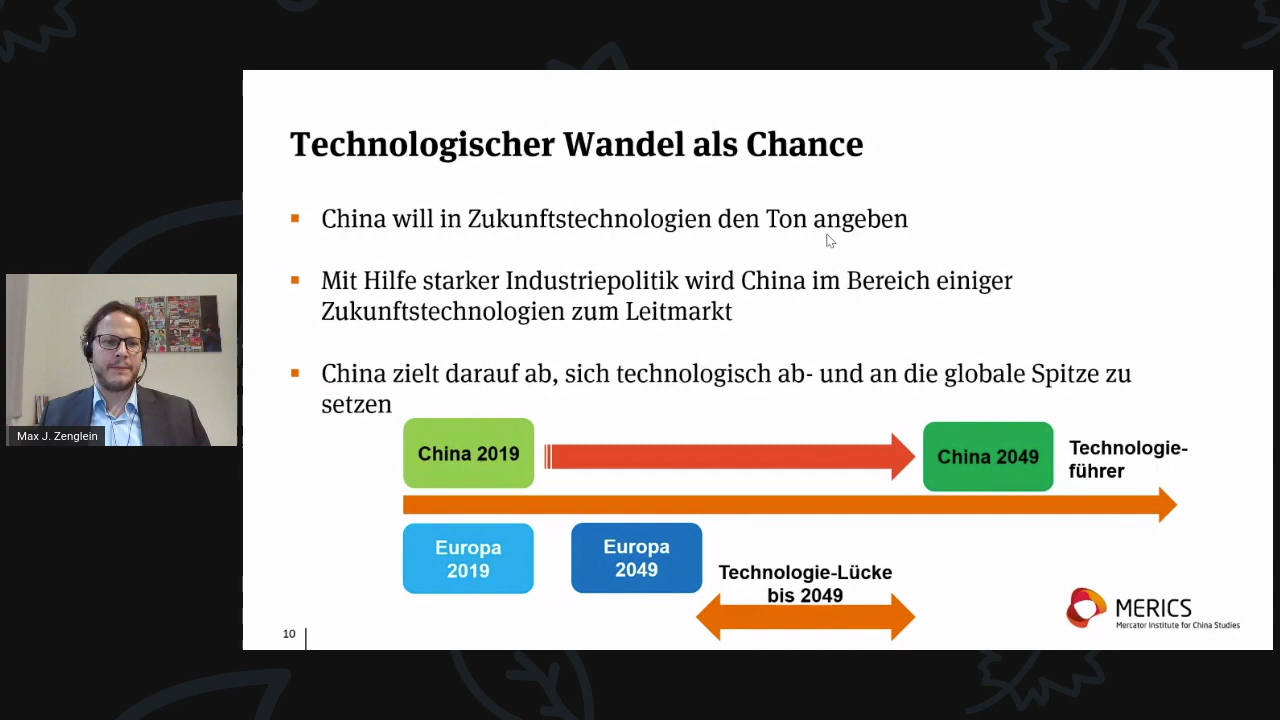 Technologischer Wandel als Chance
China will in Zukunftstechnologien den Ton angeben
Mit Hilfe starker Industriepolitik wird China im Bereich einiger
Zukunftstechnologien zum Leitmarkt
China zielt darauf ab, sich technologisch ab- und an die globale Spitze zu
setzen
China 2019
China 2049
Technologie-
führer
Europa
2019
Europa
2049
Technologie-Lücke
bis 2049
MERICS
Mercator Institute for China Studies
10
Max J. Zenglein